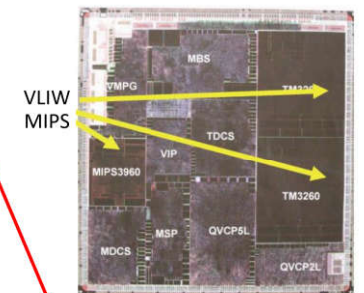 MBS
VMPG
VLIW
MIPS
TM3260
TDCS
VIP
MIPS3960
TM3260
MDCS
MSP
QVCP5L
QVCP2L